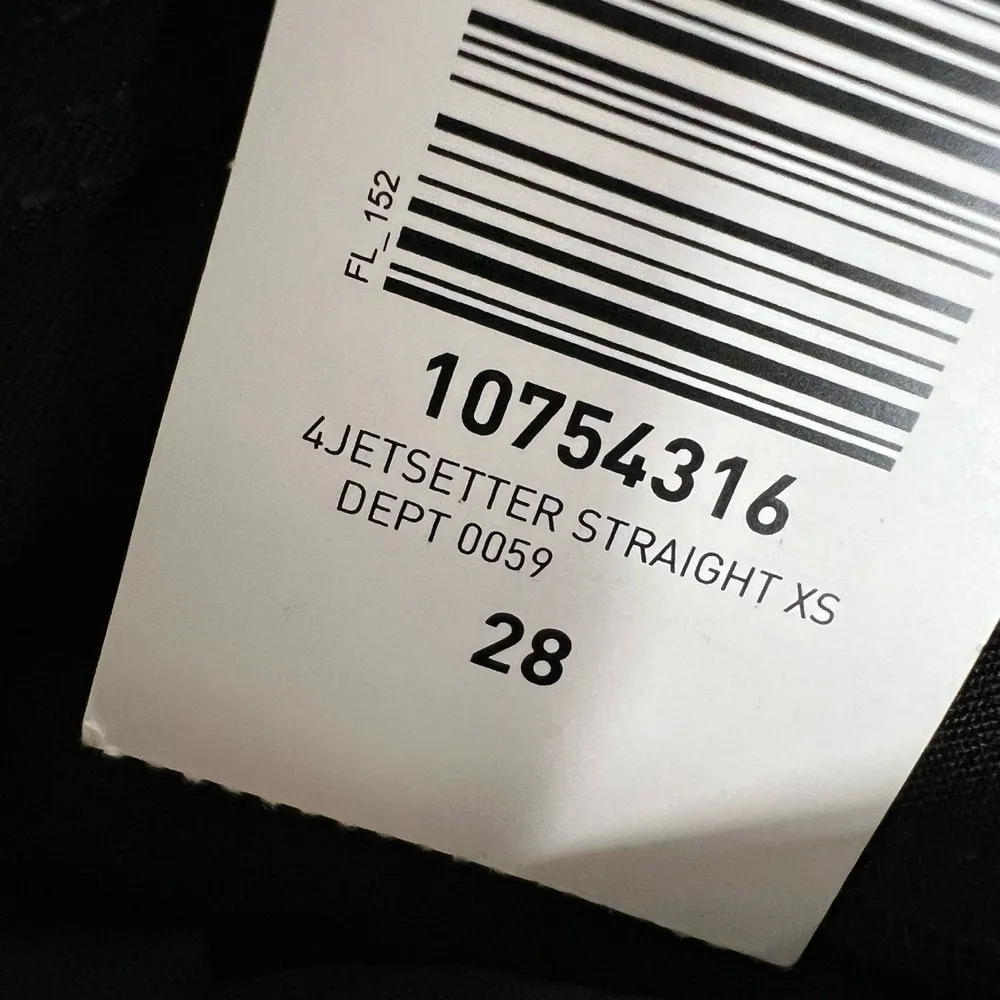 FL_152
10754316
4JETSETTER STRAIGHT XS
DEPT 0059
28